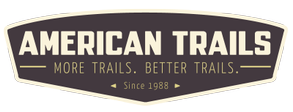 AMERICAN TRAILS
MORE TRAILS. BETTER TRAILS.
Since 1988